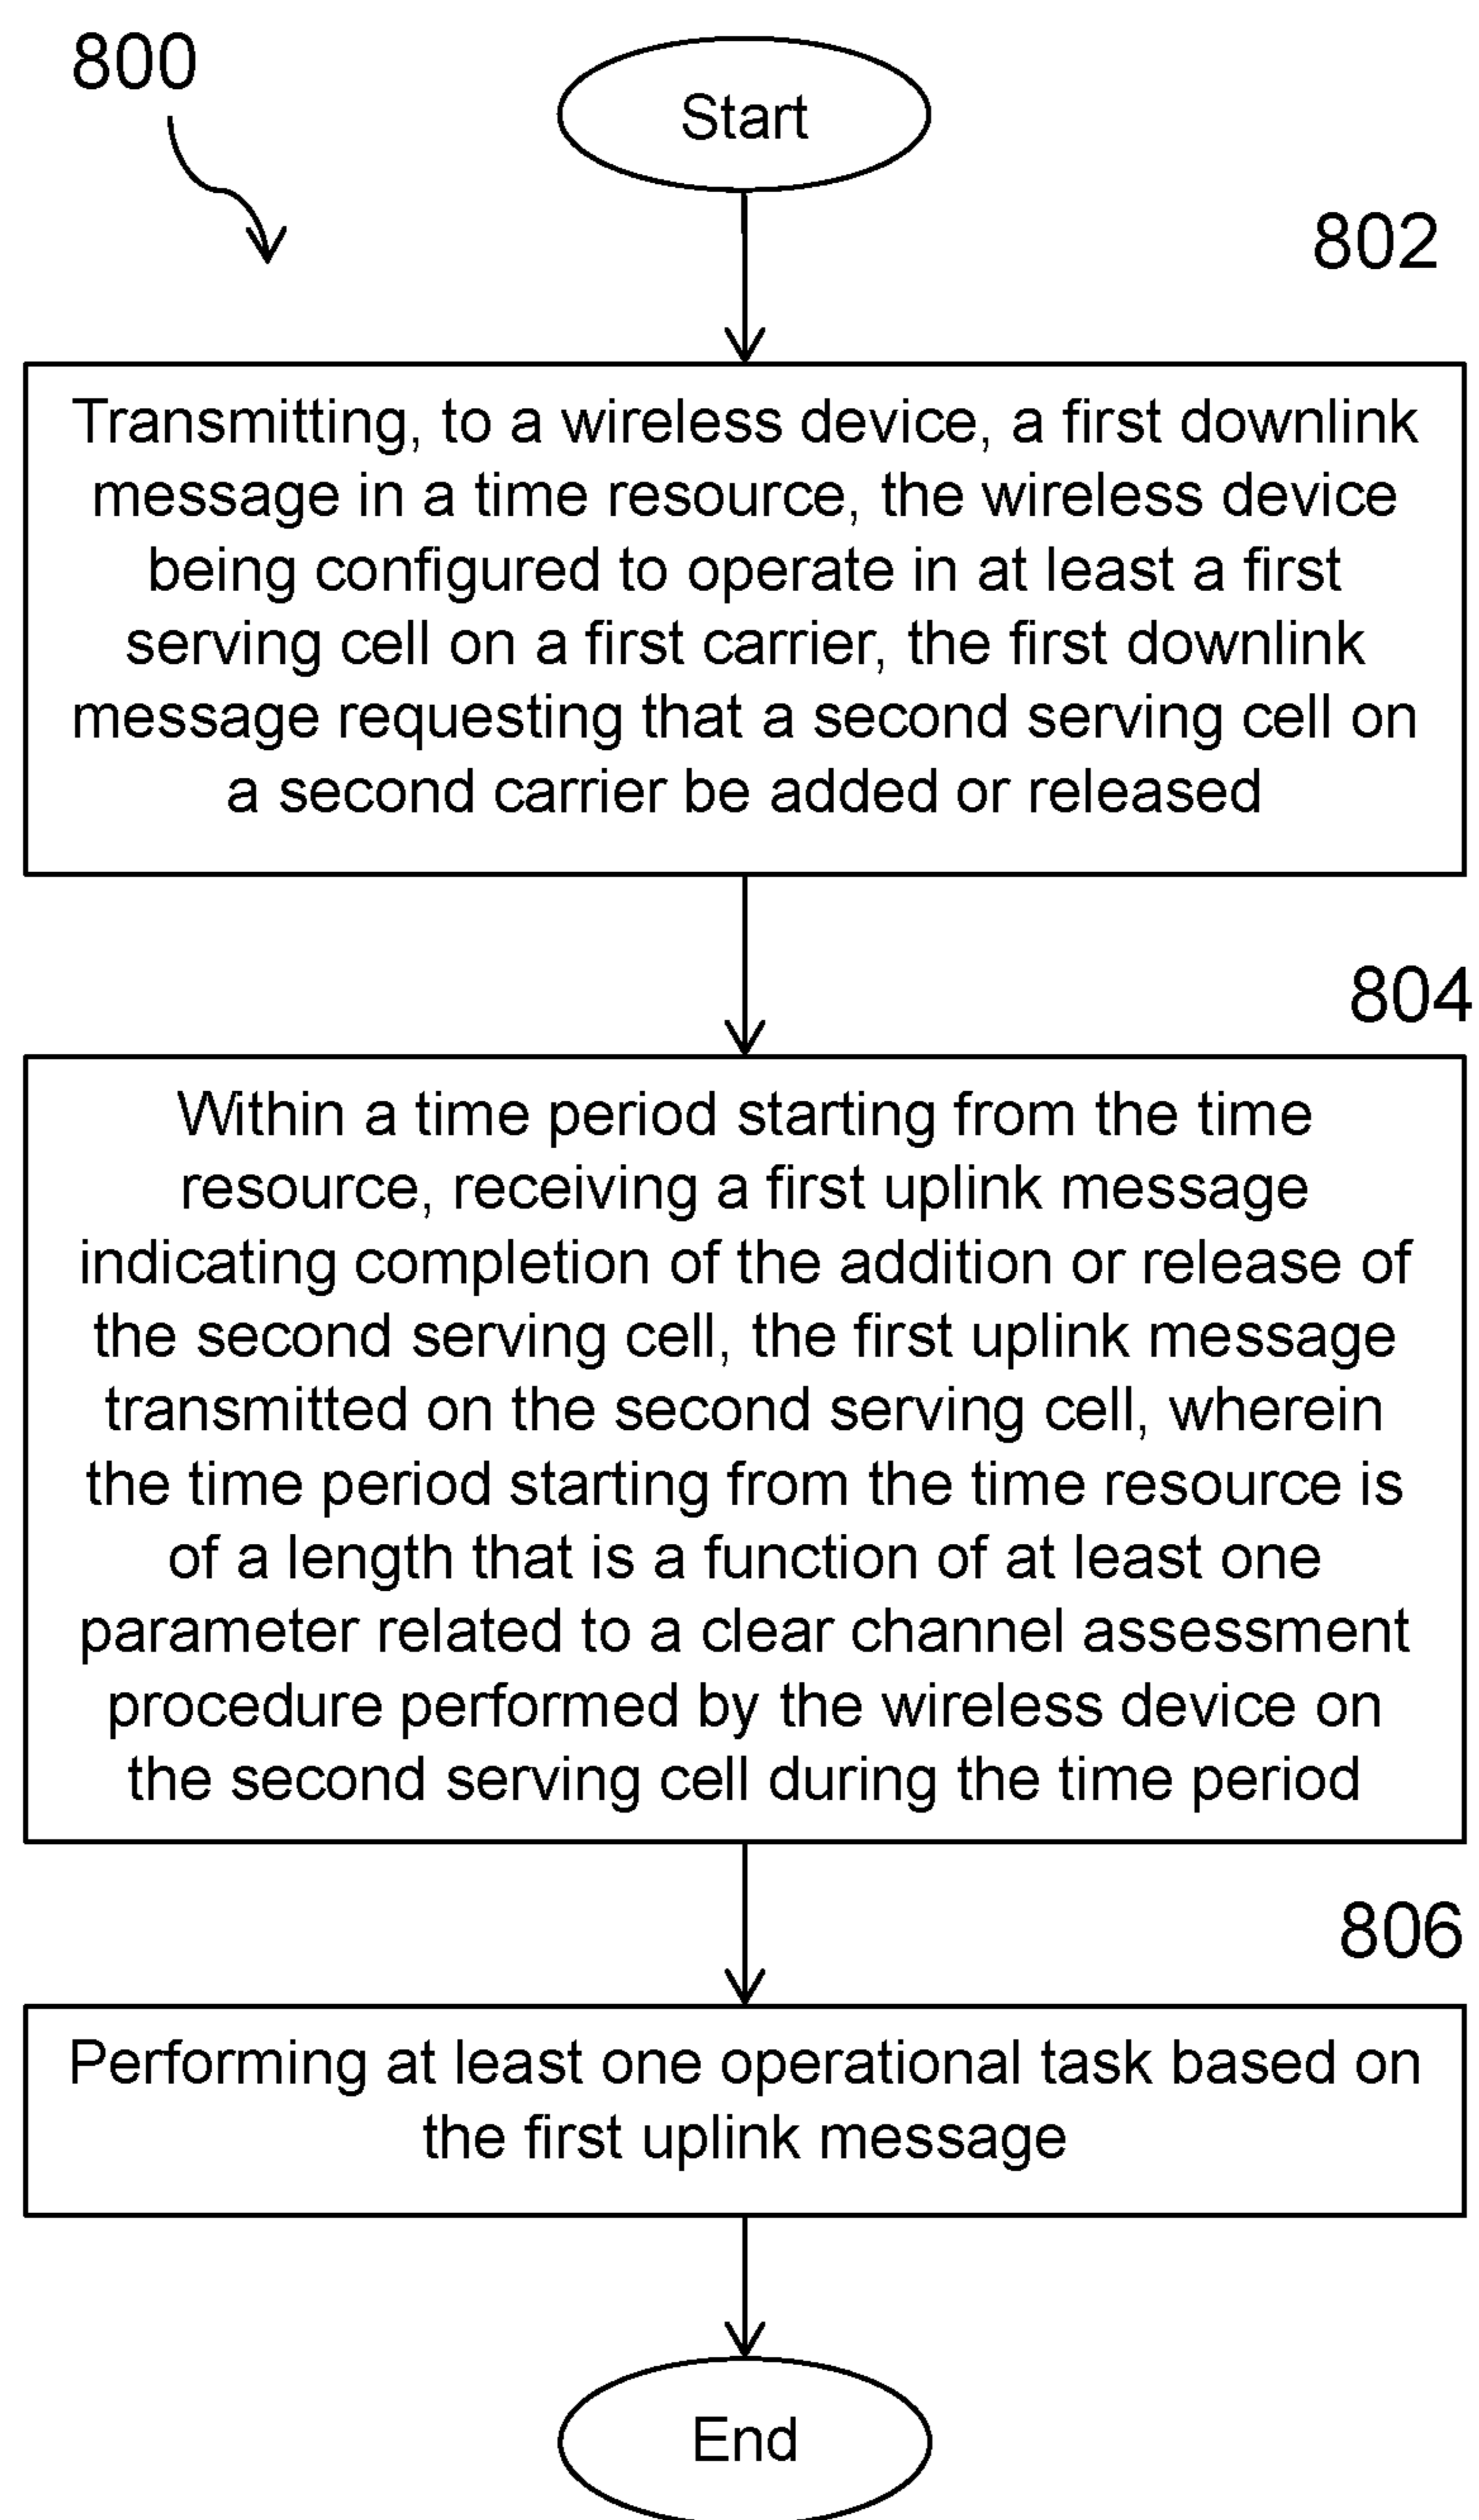 800
Start
802
Transmitting, to a wireless device, a first downlink
message in a time resource, the wireless device
being configured to operate in at least a first
serving cell on a first carrier, the first downlink
message requesting that a second serving cell on
a second carrier be added or released
804
Within a time period starting from the time
resource, receiving a first uplink message
indicating completion of the addition or release of
the second serving cell, the first uplink message
transmitted on the second serving cell, wherein
the time period starting from the time resource is
of a length that is a function of at least one
parameter related to a clear channel assessment
procedure performed by the wireless device on
the second serving cell during the time period
806
Performing at least one operational task based on
the first uplink message
End